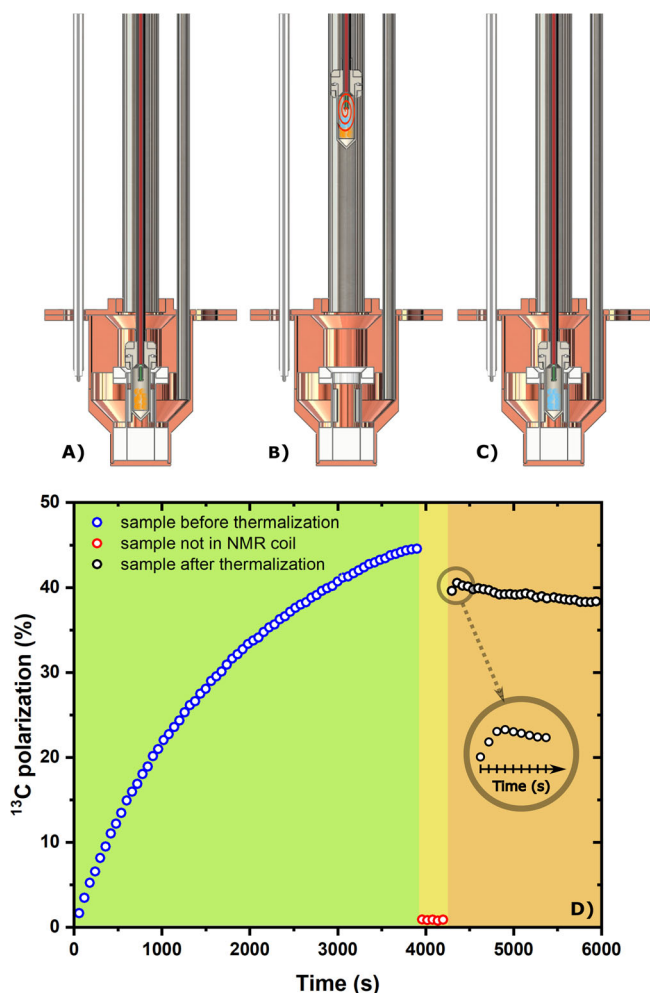 A)
B)
C)
50
40
30
20
10
0
¹³C polarization (%)
sample before thermalization
sample not in NMR coil
sample after thermalization
Time (s)
D)
0
1000
2000
3000
4000
5000
6000
Time (s)